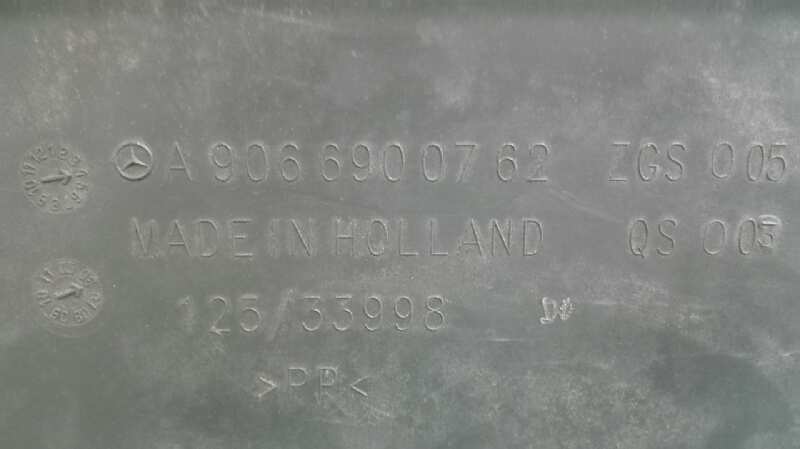 A 906 690 07 62 ZGS 005
MADE IN HOLLAND QS 003
125/33998
>PP<